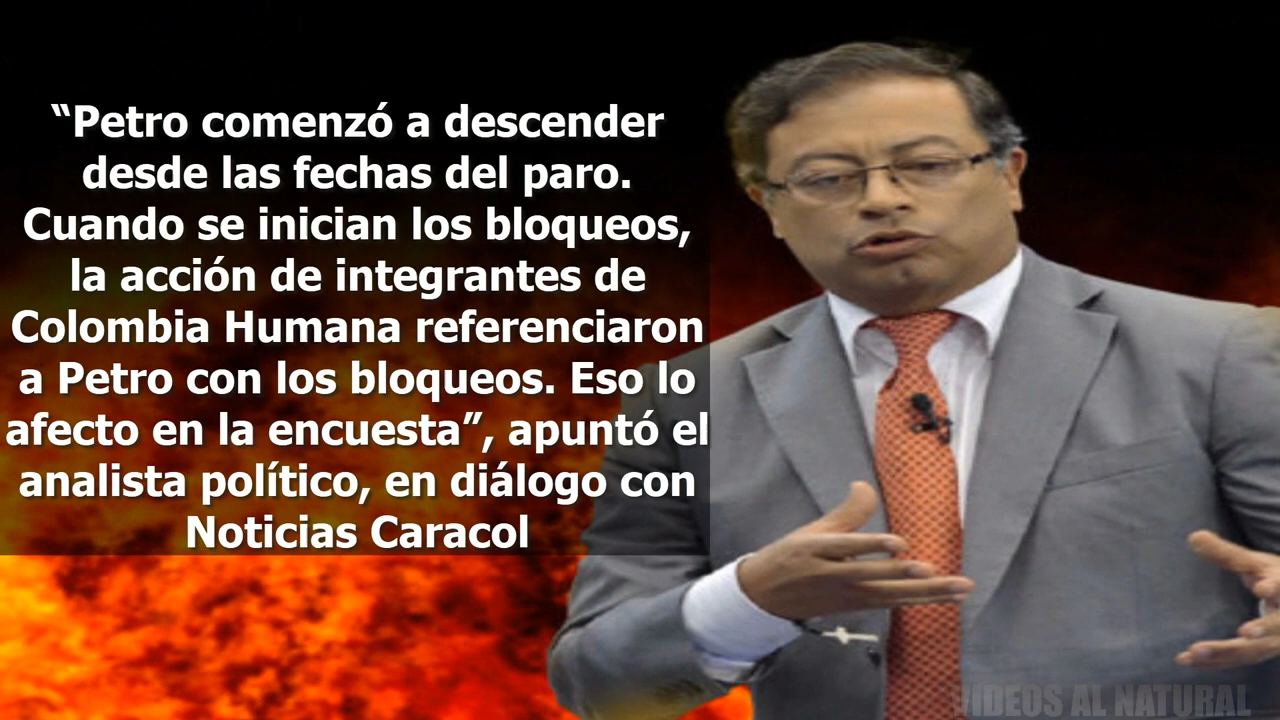 “Petro comenzó a descender
desde las fechas del paro.
Cuando se inician los bloqueos,
la acción de integrantes de
Colombia Humana referenciaron
a Petro con los bloqueos. Eso lo
afecto en la encuesta”, apuntó el
analista político, en diálogo con
Noticias Caracol
VIDEOS AL NATURAL